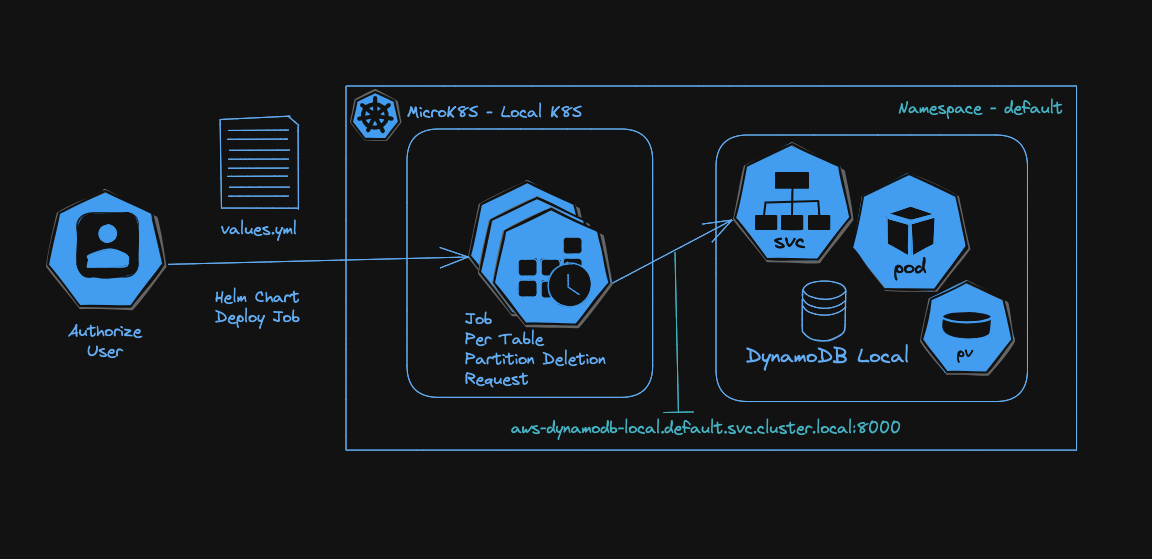 MicroK8S - Local K8S
Namespace - default
values.yml
Authorize
User
Helm Chart
Deploy Job
Job
Per Table
Partition Deletion
Request
svc
pod
pv
DynamoDB Local
aws-dynamodb-local.default.svc.cluster.local:8000